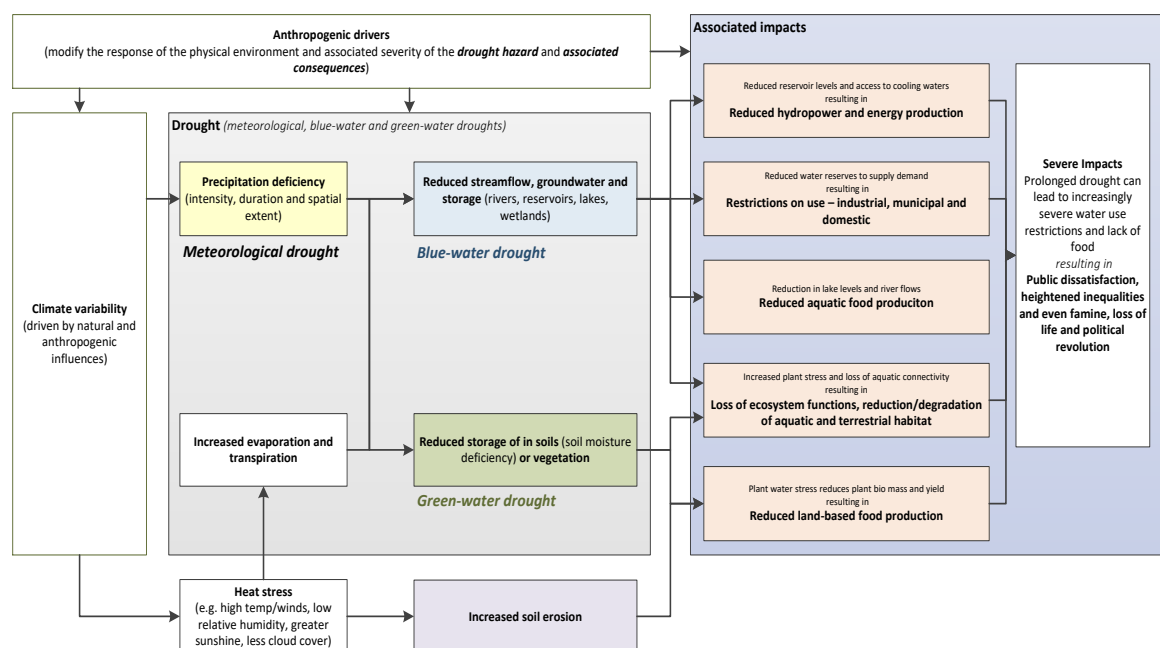 Anthropogenic drivers
(modify the response of the physical environment and associated severity of the drought hazard and associated
consequences)
Associated impacts
Drought (meteorological, blue-water and green-water droughts)
Climate variability
(driven by natural and
anthropogenic
influences)
Precipitation deficiency
(intensity, duration and spatial
extent)
Meteorological drought
Reduced streamflow, groundwater and
storage (rivers, reservoirs, lakes,
wetlands)
Blue-water drought
Increased evaporation and
transpiration
Reduced storage of in soils (soil moisture
deficiency) or vegetation
Green-water drought
Heat stress
(e.g. high temp/winds, low
relative humidity, greater
sunshine, less cloud cover)
Increased soil erosion
Reduced reservoir levels and access to cooling waters
resulting in
Reduced hydropower and energy production
Reduced water reserves to supply demand
resulting in
Restrictions on use – industrial, municipal and
domestic
Reduction in lake levels and river flows
Reduced aquatic food produciton
Increased plant stress and loss of aquatic connectivity
resulting in
Loss of ecosystem functions, reduction/degradation
of aquatic and terrestrial habitat
Plant water stress reduces plant bio mass and yield
resulting in
Reduced land-based food production
Severe Impacts
Prolonged drought can
lead to increasingly
severe water use
restrictions and lack of
food
resulting in
Public dissatisfaction,
heightened inequalities
and even famine, loss of
life and political
revolution